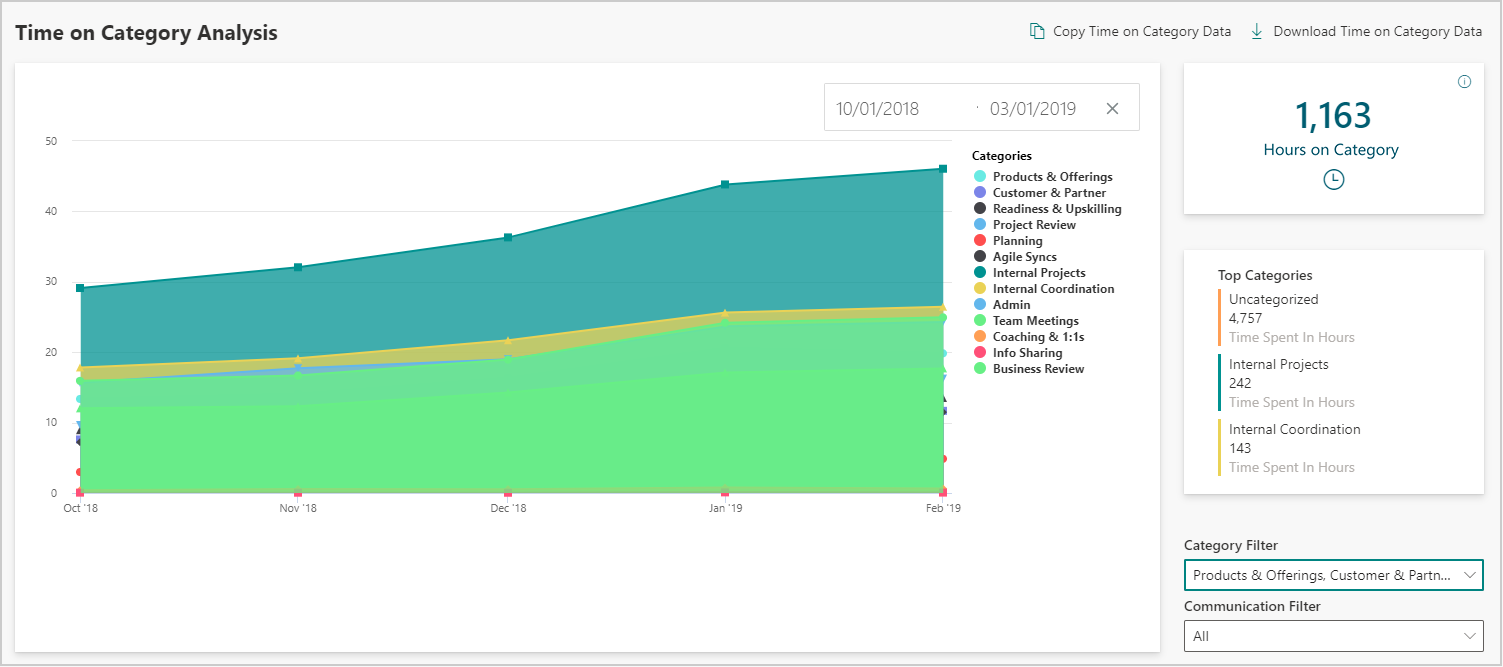 Time on Category Analysis
Copy Time on Category Data
Download Time on Category Data
10/01/2018 · 03/01/2019
50
40
30
20
10
0
Oct '18
Nov '18
Dec '18
Jan '19
Feb '19
Categories
Products & Offerings
Customer & Partner
Readiness & Upskilling
Project Review
Planning
Agile Syncs
Internal Projects
Internal Coordination
Admin
Team Meetings
Coaching & 1:1s
Info Sharing
Business Review
1,163
Hours on Category
Top Categories
Uncategorized
4,757
Time Spent In Hours
Internal Projects
242
Time Spent In Hours
Internal Coordination
143
Time Spent In Hours
Category Filter
Products & Offerings, Customer & Partn...
Communication Filter
All